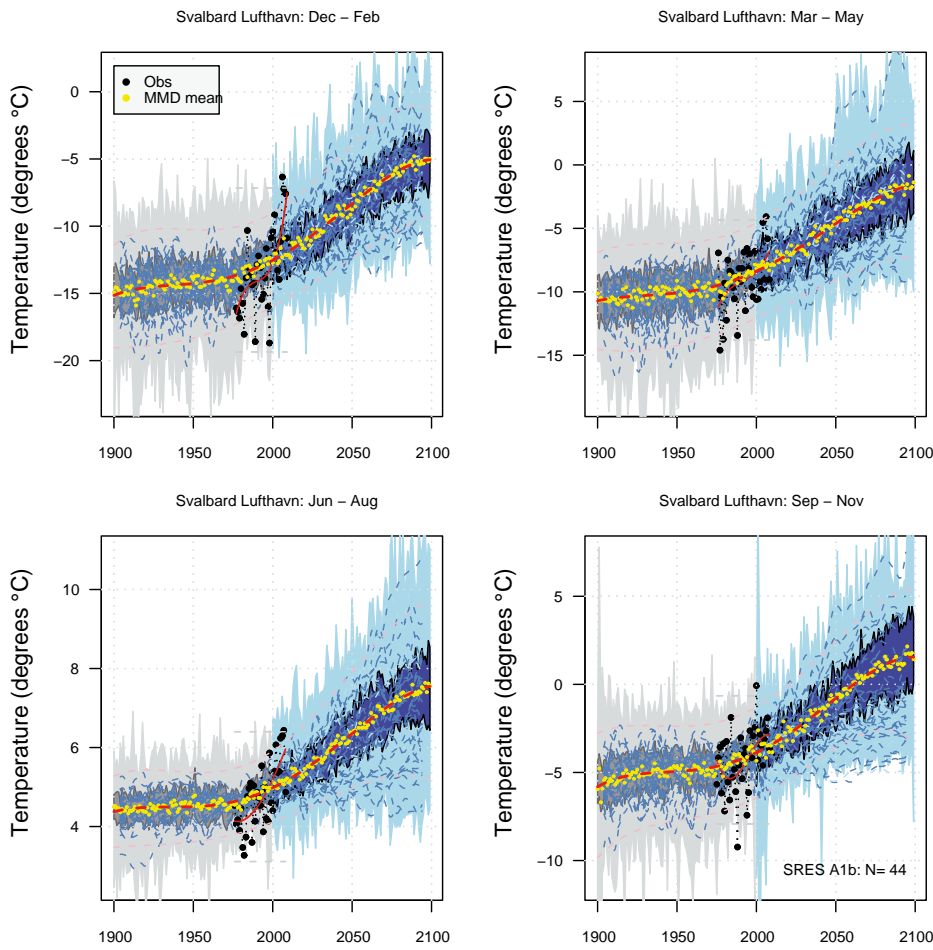 Svalbard Lufthavn: Dec − Feb
Temperature (degrees °C)
0
−5
−10
−15
−20
Obs
MMD mean
1900 1950 2000 2050 2100
Svalbard Lufthavn: Mar − May
Temperature (degrees °C)
5
0
−5
−10
−15
1900 1950 2000 2050 2100
Svalbard Lufthavn: Jun − Aug
Temperature (degrees °C)
10
8
6
4
1900 1950 2000 2050 2100
Svalbard Lufthavn: Sep − Nov
Temperature (degrees °C)
5
0
−5
−10
SRES A1b: N= 44
1900 1950 2000 2050 2100